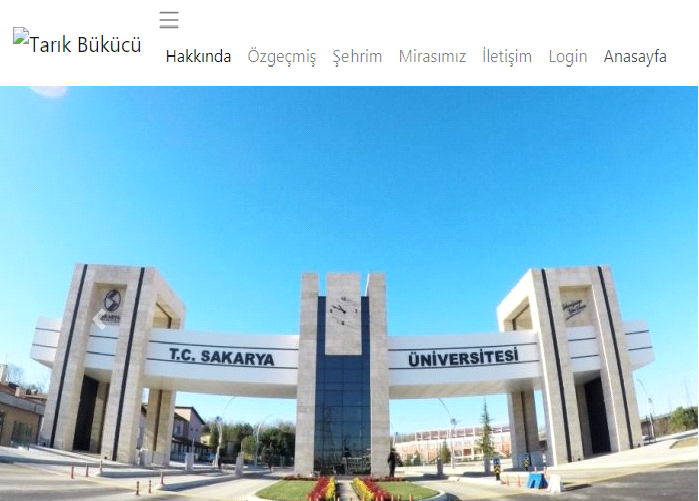 Tarık Bükücü
Hakkında Özgeçmiş Şehrim Mirasımız İletişim Login Anasayfa
T.C. SAKARYA ÜNİVERSİTESİ